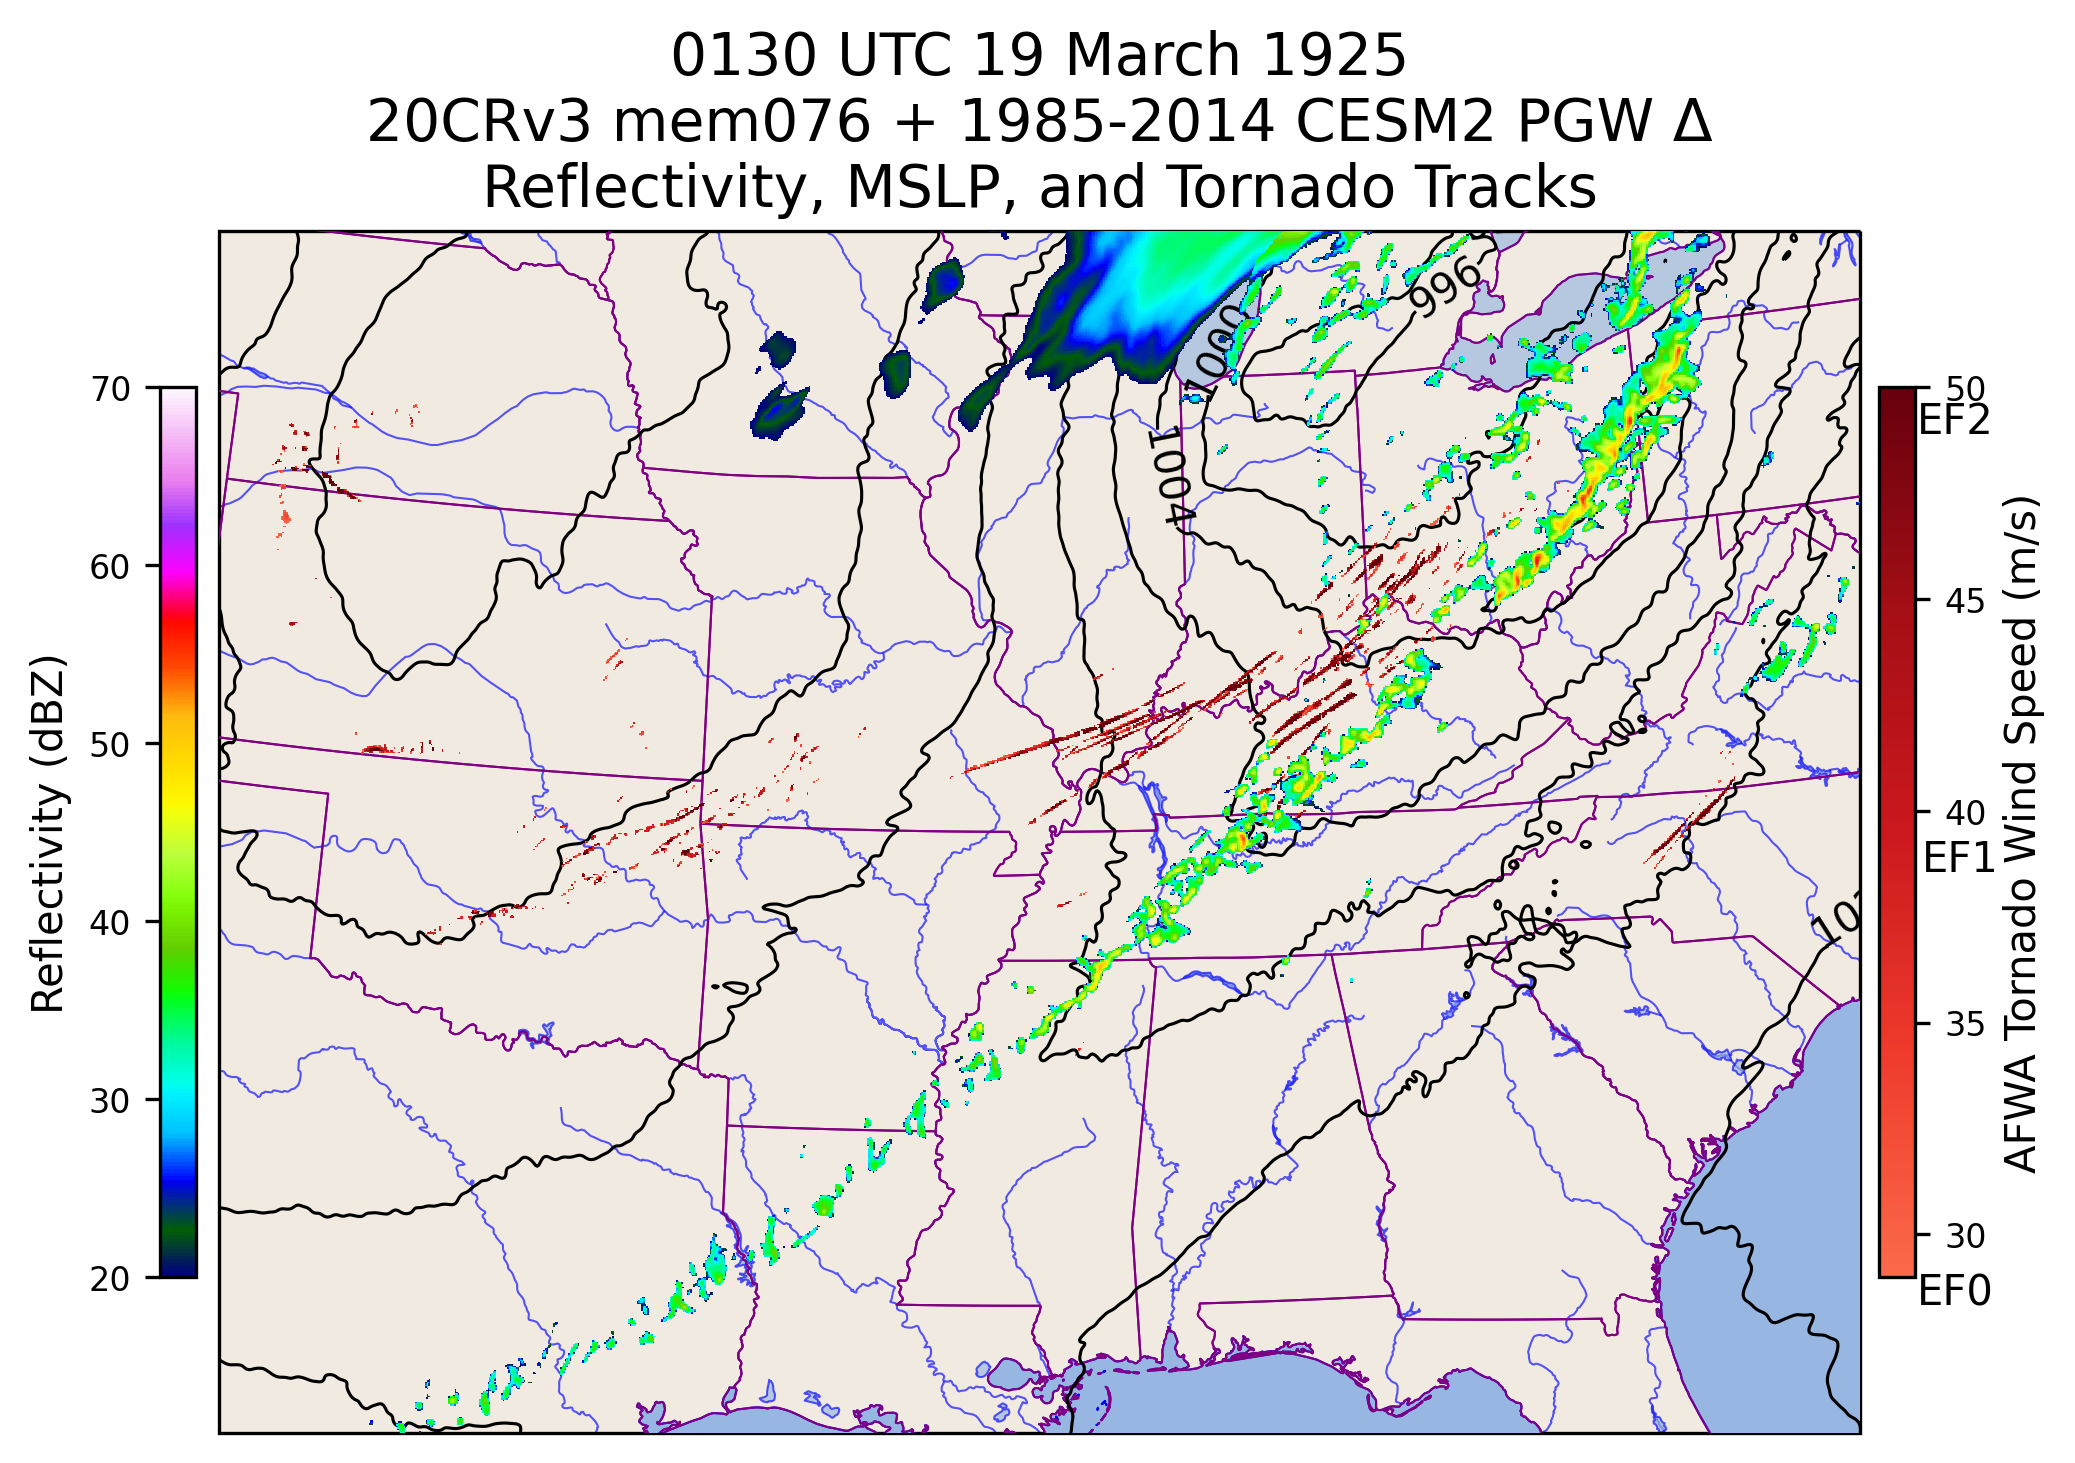 0130 UTC 19 March 1925
20CRv3 mem076 + 1985-2014 CESM2 PGW Δ
Reflectivity, MSLP, and Tornado Tracks
996
1000
1004
70
60
50
40
30
20
Reflectivity (dBZ)
50
EF2
45
40
EF1
35
30
EF0
AFWA Tornado Wind Speed (m/s)